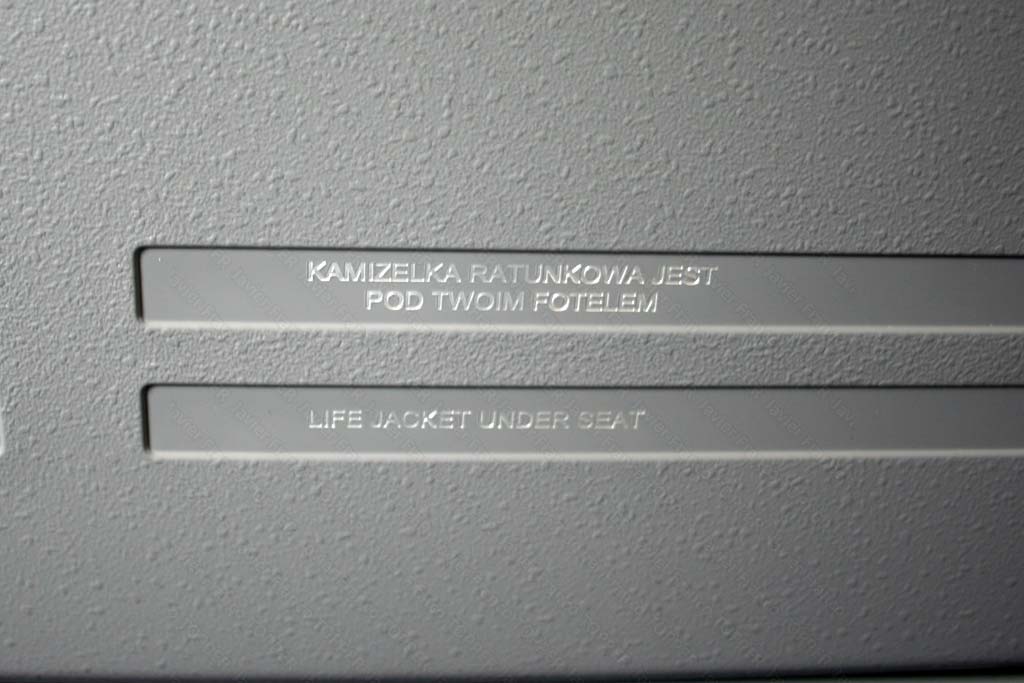 KAMIZELKA RATUNKOWA JEST
POD TWOIM FOTELEM
LIFE JACKET UNDER SEAT